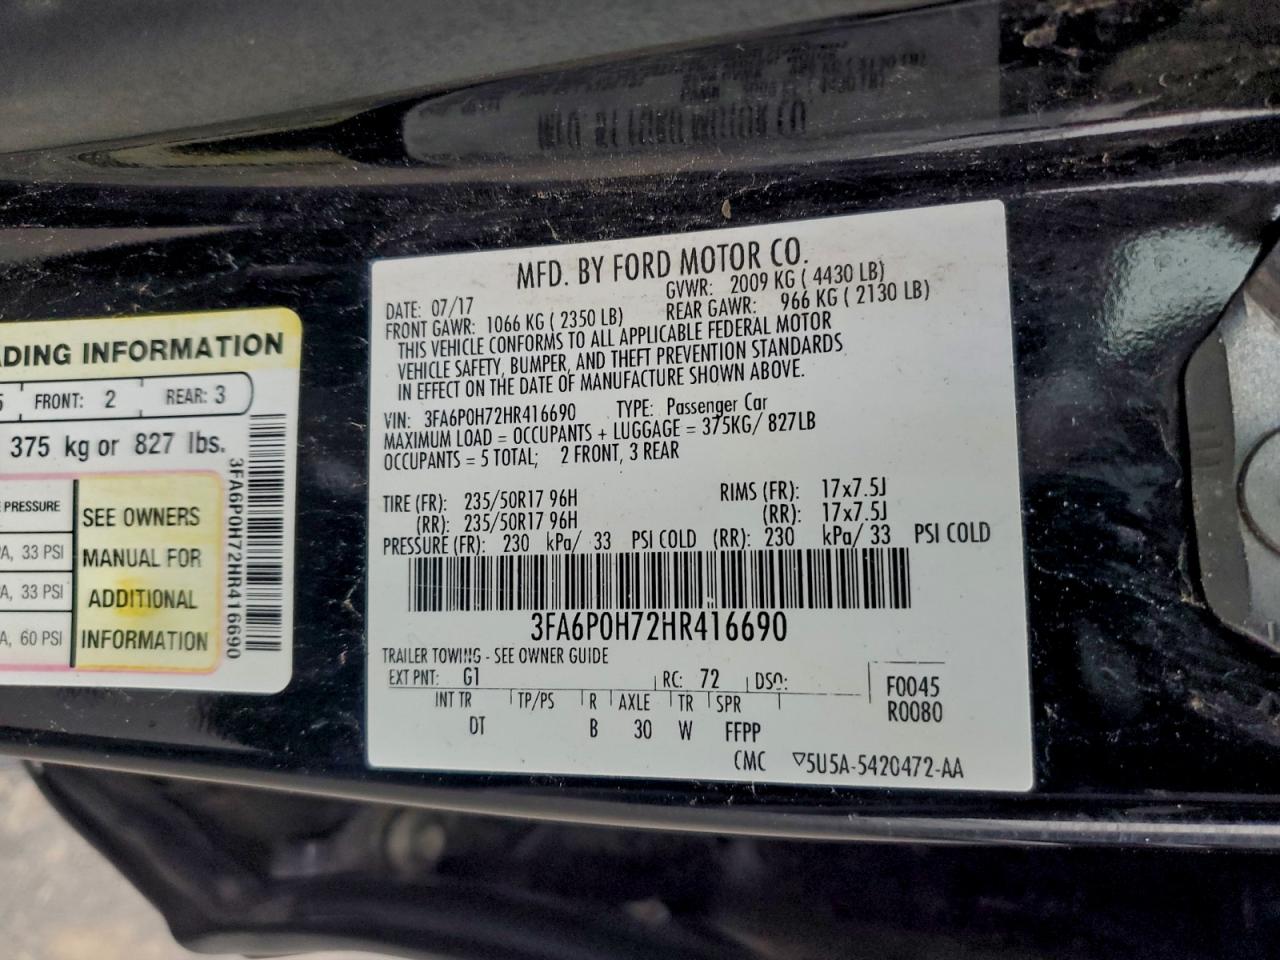 MFD. BY FORD MOTOR CO.
DATE: 07/17 GVWR: 2009 KG ( 4430 LB)
FRONT GAWR: 1066 KG ( 2350 LB) REAR GAWR: 966 KG ( 2130 LB)
THIS VEHICLE CONFORMS TO ALL APPLICABLE FEDERAL MOTOR
VEHICLE SAFETY, BUMPER, AND THEFT PREVENTION STANDARDS
IN EFFECT ON THE DATE OF MANUFACTURE SHOWN ABOVE.
VIN: 3FA6P0H72HR416690 TYPE: Passenger Car
MAXIMUM LOAD = OCCUPANTS + LUGGAGE = 375KG/ 827LB
OCCUPANTS = 5 TOTAL; 2 FRONT, 3 REAR
TIRE (FR): 235/50R17 96H RIMS (FR): 17x7.5J
(RR): 235/50R17 96H (RR): 17x7.5J
PRESSURE (FR): 230 kPa/ 33 PSI COLD (RR): 230 kPa/ 33 PSI COLD
3FA6P0H72HR416690
TRAILER TOWING - SEE OWNER GUIDE
EXT PNT: G1 RC: 72 DSO:
INT TR TP/PS R AXLE TR SPR
DT B 30 W FFPP
F0045
R0080
CMC ▽5U5A-5420472-AA
ADING INFORMATION
5 FRONT: 2 REAR: 3
375 kg or 827 lbs.
PRESSURE
A, 33 PSI
A, 33 PSI
A, 60 PSI
SEE OWNERS
MANUAL FOR
ADDITIONAL
INFORMATION
3FA6P0H72HR416690